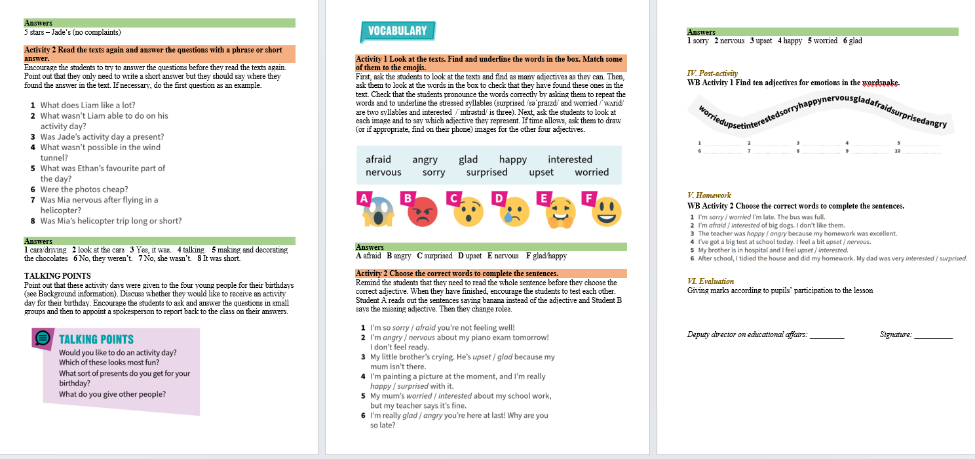 Answers
5 stars – Jade's (no complaints)
Activity 2 Read the texts again and answer the questions with a phrase or short
answer.
Encourage the students to try to answer the questions before they read the texts again.
Point out that they only need to write a short answer but they should say where they
found the answer in the text. If necessary, do the first question as an example.
1 What does Liam like a lot?
2 What wasn't Liam able to do on his
activity day?
3 Was Jade's activity day a present?
4 What wasn't possible in the wind
tunnel?
5 What was Ethan's favourite part of
the day?
6 Were the photos cheap?
7 Was Mia nervous after flying in a
helicopter?
8 Was Mia's helicopter trip long or short?
Answers
1 cars/driving 2 look at the cars 3 Yes, it was. 4 talking 5 making and decorating
the chocolates 6 No, they weren't. 7 No, she wasn't. 8 It was short.
TALKING POINTS
Point out that these activity days were given to the four young people for their birthdays
(see Background information). Discuss whether they would like to receive an activity
day for their birthday. Encourage the students to ask and answer the questions in small
groups and then to appoint a spokesperson to report back to the class on their answers.
TALKING POINTS
Would you like to do an activity day?
Which of these looks most fun?
What sort of presents do you get for your
birthday?
What do you give other people?
VOCABULARY
Activity 1 Look at the texts. Find and underline the words in the box. Match some
of them to the emojis.
First, ask the students to look at the texts and find as many adjectives as they can. Then,
ask them to look at the words in the box to check that they have found these ones in the
text. Check that the students pronounce the words correctly by asking them to repeat the
words and to underline the stressed syllables (surprised /səˈpraɪzd/ and worried /ˈwʌrid/
are two syllables and interested /ˈɪntrəstɪd/ is three). Next, ask the students to look at
each image and to say which adjective they represent. If time allows, ask them to draw
(or if appropriate, find on their phone) images for the other four adjectives.
afraid angry glad happy interested
nervous sorry surprised upset worried
A B C D E F
Answers
A afraid B angry C surprised D upset E nervous F glad/happy
Activity 2 Choose the correct words to complete the sentences.
Remind the students that they need to read the whole sentence before they choose the
correct adjective. When they have finished, encourage the students to test each other.
Student A reads out the sentences saying banana instead of the adjective and Student B
says the missing adjective. Then they change roles.
1 I'm so sorry / afraid you're not feeling well!
2 I'm angry / nervous about my piano exam tomorrow!
I don't feel ready.
3 My little brother's crying. He's upset / glad because my
mum isn't there.
4 I'm painting a picture at the moment, and I'm really
happy / surprised with it.
5 My mum's worried / interested about my school work,
but my teacher says it's fine.
6 I'm really glad / angry you're here at last! Why are you
so late?
Answers
1 sorry 2 nervous 3 upset 4 happy 5 worried 6 glad
IV. Post-activity
WB Activity 1 Find ten adjectives for emotions in the wordsnake.
worriedupsetinterestedsorryhappynervousgladafraidsurprisedangry
1 2 3 4 5
6 7 8 9 10
V. Homework
WB Activity 2 Choose the correct words to complete the sentences.
1 I'm sorry / worried I'm late. The bus was full.
2 I'm afraid / interested of big dogs. I don't like them.
3 The teacher was happy / angry because my homework was excellent.
4 I've got a big test at school today. I feel a bit upset / nervous.
5 My brother is in hospital and I feel upset / interested.
6 After school, I tidied the house and did my homework. My dad was very interested / surprised.
VI. Evaluation
Giving marks according to pupils' participation to the lesson
Deputy director on educational affairs: ________ Signature: ________